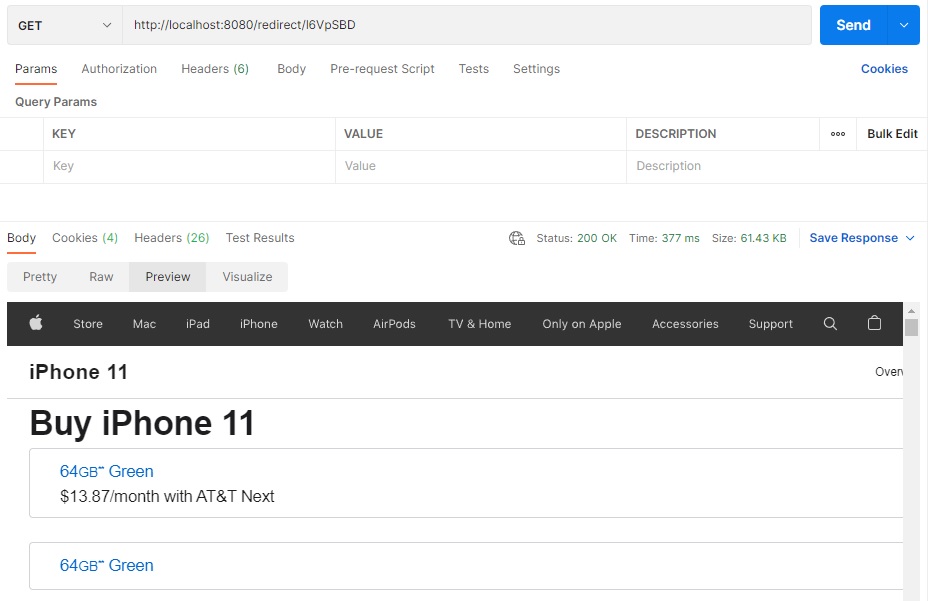 GET http://localhost:8080/redirect/l6VpSBD Send
Params Authorization Headers (6) Body Pre-request Script Tests Settings Cookies
Query Params
KEY VALUE DESCRIPTION Bulk Edit
Key Value Description
Body Cookies (4) Headers (26) Test Results Status: 200 OK Time: 377 ms Size: 61.43 KB Save Response
Pretty Raw Preview Visualize
Store Mac iPad iPhone Watch AirPods TV & Home Only on Apple Accessories Support
iPhone 11
Buy iPhone 11
64GB** Green
$13.87/month with AT&T Next
64GB** Green